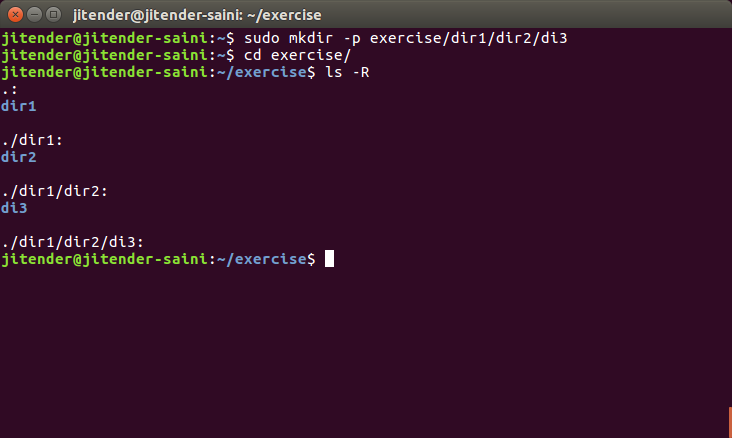 jitender@jitender-saini: ~/exercise
jitender@jitender-saini:~$ sudo mkdir -p exercise/dir1/dir2/di3
jitender@jitender-saini:~$ cd exercise/
jitender@jitender-saini:~/exercise$ ls -R
.:
dir1

./dir1:
dir2

./dir1/dir2:
di3

./dir1/dir2/di3:
jitender@jitender-saini:~/exercise$